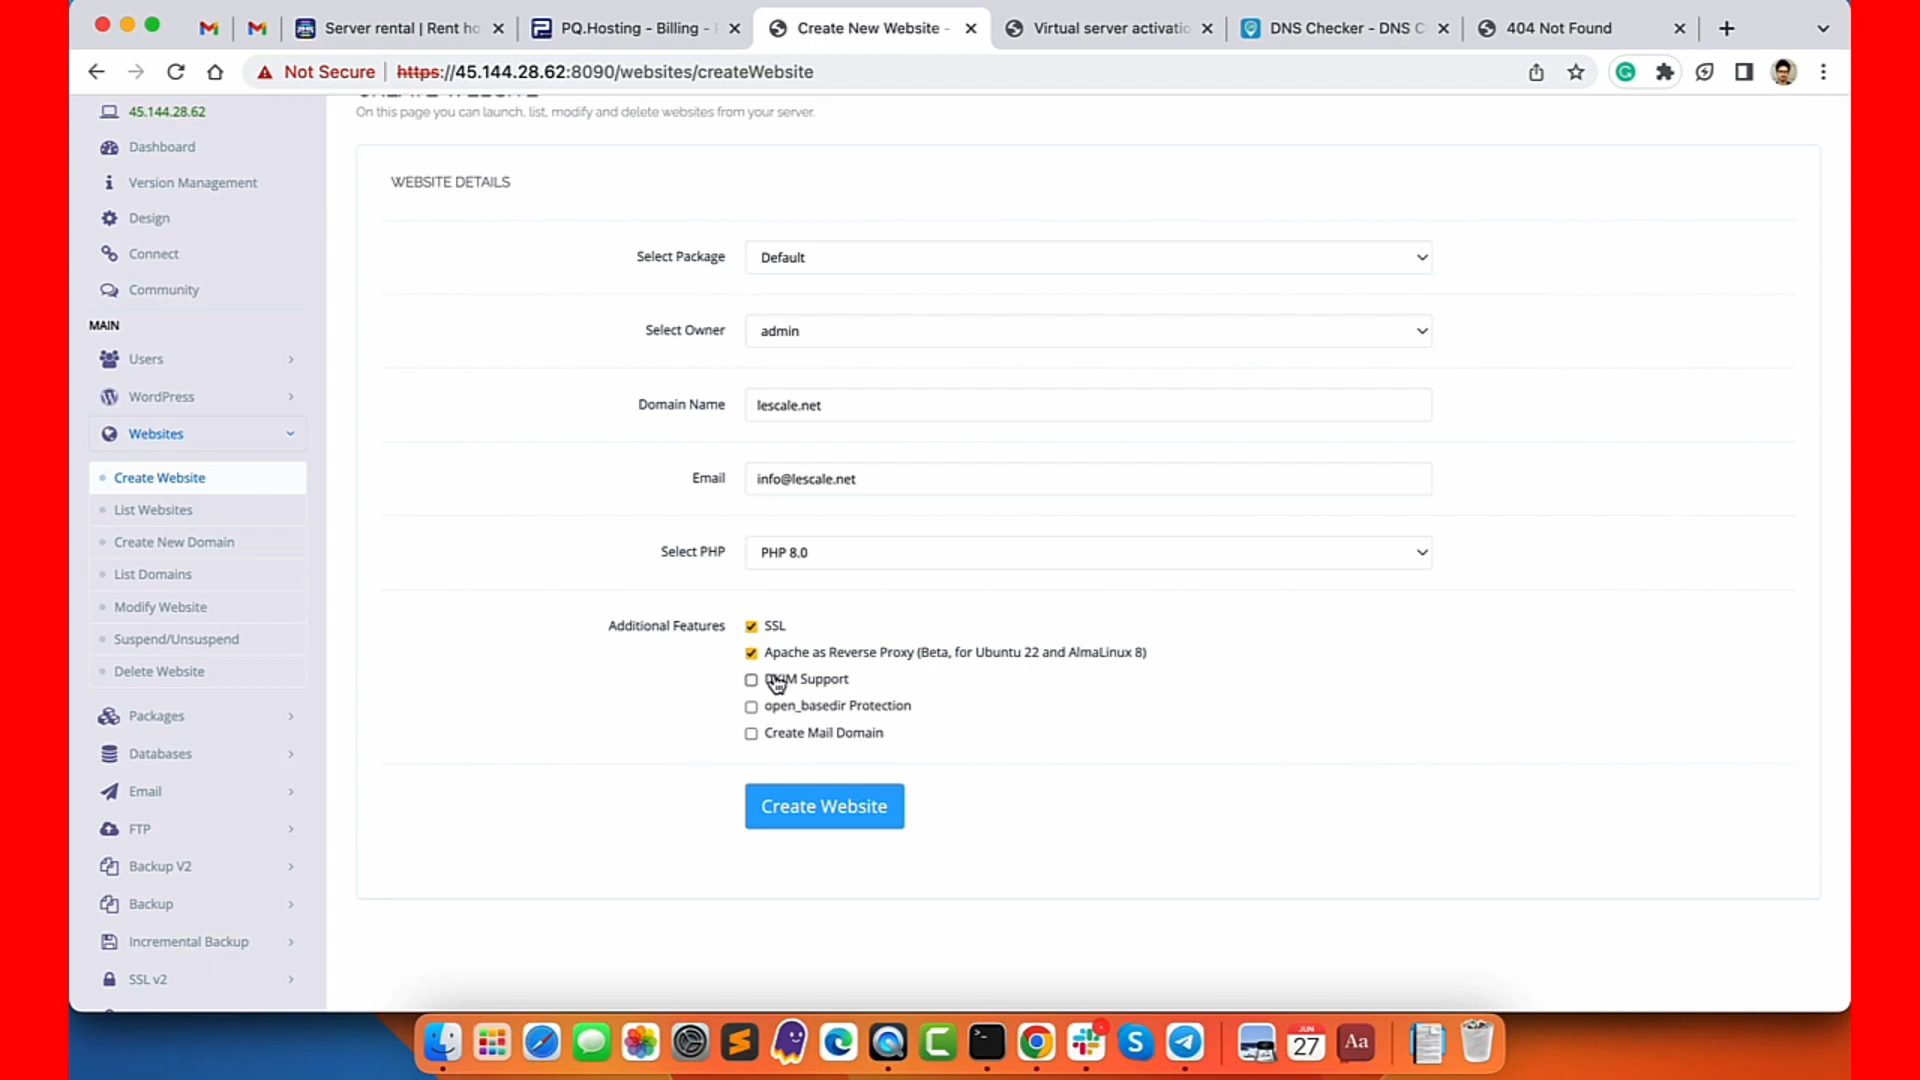 Server rental | Rent ho
PQ.Hosting - Billing -
Create New Website -
Virtual server activatio
DNS Checker - DNS C
404 Not Found
Not Secure
https://45.144.28.62:8090/websites/createWebsite
45.144.28.62
Dashboard
Version Management
Design
Connect
Community
MAIN
Users
WordPress
Websites
Create Website
List Websites
Create New Domain
List Domains
Modify Website
Suspend/Unsuspend
Delete Website
Packages
Databases
Email
FTP
Backup V2
Backup
Incremental Backup
SSL v2
On this page you can launch, list, modify and delete websites from your server.
WEBSITE DETAILS
Select Package
Default
Select Owner
admin
Domain Name
lescale.net
Email
info@lescale.net
Select PHP
PHP 8.0
Additional Features
SSL
Apache as Reverse Proxy (Beta, for Ubuntu 22 and AlmaLinux 8)
Support
open_basedir Protection
Create Mail Domain
Create Website
JUN
27
Aa